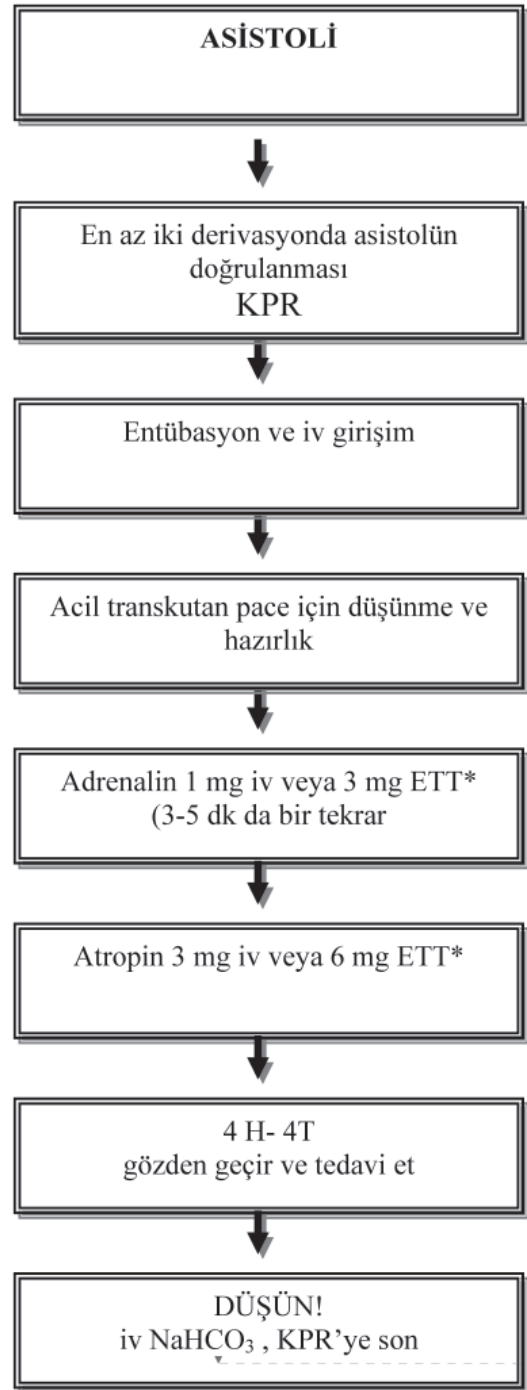 ASİSTOLİ
En az iki derivasyonda asistolün
doğrulanması
KPR
Entübasyon ve iv girişim
Acil transkutan pace için düşünme ve
hazırlık
Adrenalin 1 mg iv veya 3 mg ETT*
(3-5 dk da bir tekrar
Atropin 3 mg iv veya 6 mg ETT*
4 H- 4T
gözden geçir ve tedavi et
DÜŞÜN!
iv NaHCO₃ , KPR’ye son